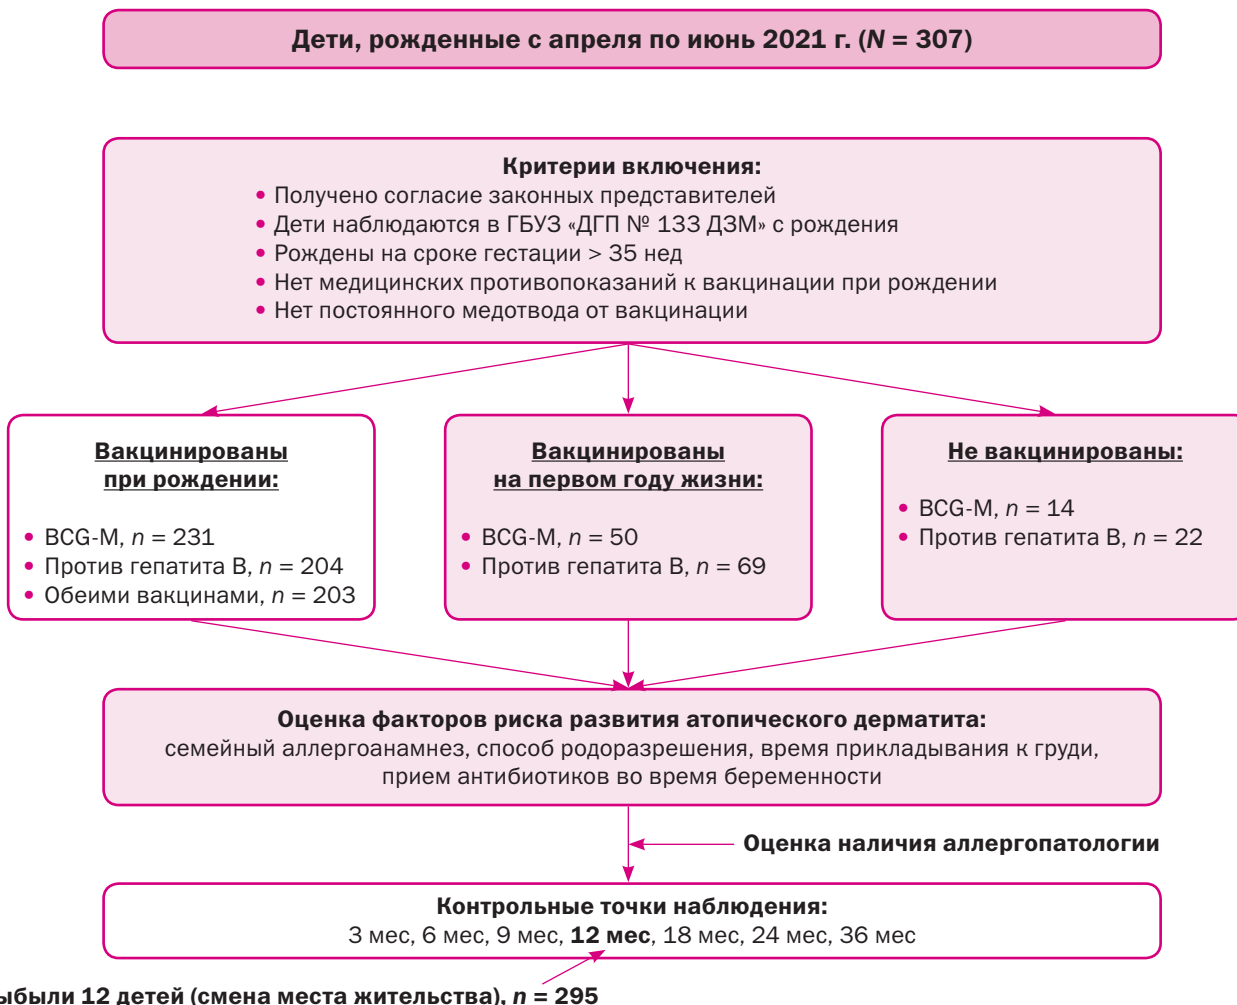 Дети, рожденные с апреля по июнь 2021 г. (N = 307)
Критерии включения:
• Получено согласие законных представителей
• Дети наблюдаются в ГБУЗ «ДГП № 133 ДЗМ» с рождения
• Рождены на сроке гестации > 35 нед
• Нет медицинских противопоказаний к вакцинации при рождении
• Нет постоянного медотвода от вакцинации
Вакцинированы
при рождении:
• BCG-M, n = 231
• Против гепатита В, n = 204
• Обеими вакцинами, n = 203
Вакцинированы
на первом году жизни:
• BCG-M, n = 50
• Против гепатита В, n = 69
Не вакцинированы:
• BCG-M, n = 14
• Против гепатита В, n = 22
Оценка факторов риска развития атопического дерматита:
семейный аллергоанамнез, способ родоразрешения, время прикладывания к груди,
прием антибиотиков во время беременности
Оценка наличия аллергопатологии
Контрольные точки наблюдения:
3 мес, 6 мес, 9 мес, 12 мес, 18 мес, 24 мес, 36 мес
ыбыли 12 детей (смена места жительства), n = 295